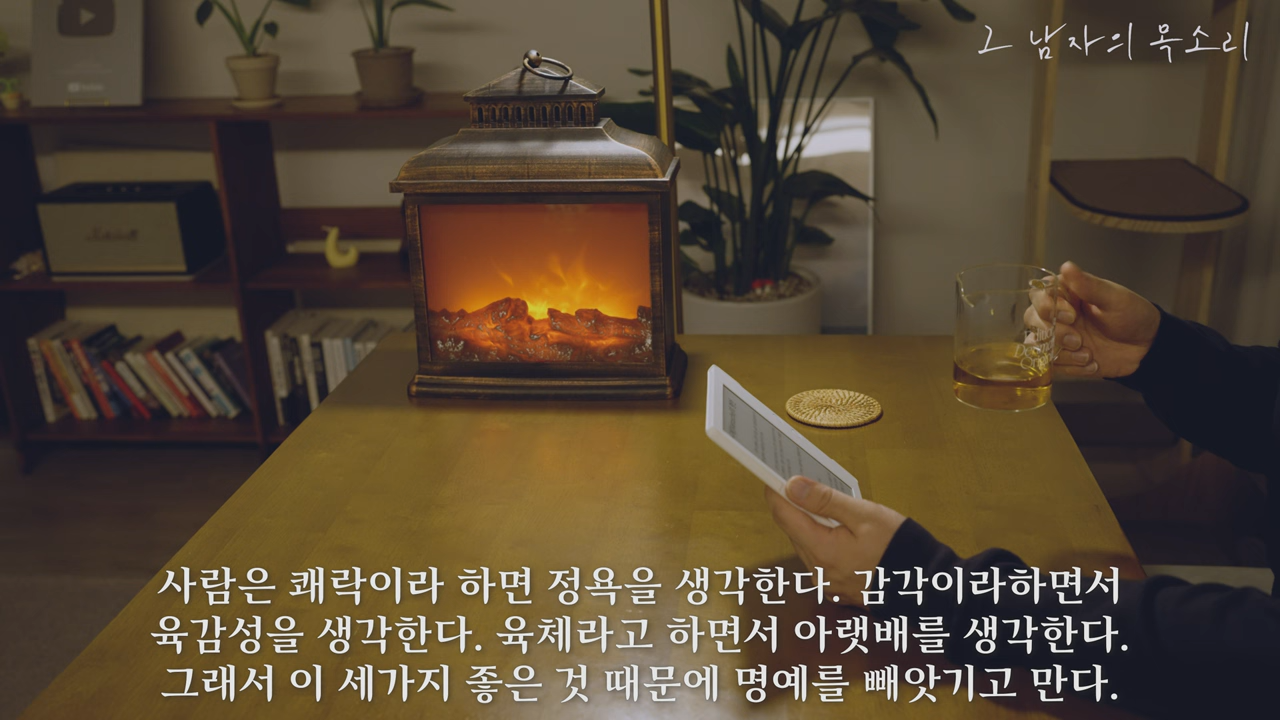 그 남자의 목소리
Marshall
사람은 쾌락이라 하면 정욕을 생각한다. 감각이라하면서
육감성을 생각한다. 육체라고 하면서 아랫배를 생각한다.
그래서 이 세가지 좋은 것 때문에 명예를 빼앗기고 만다.